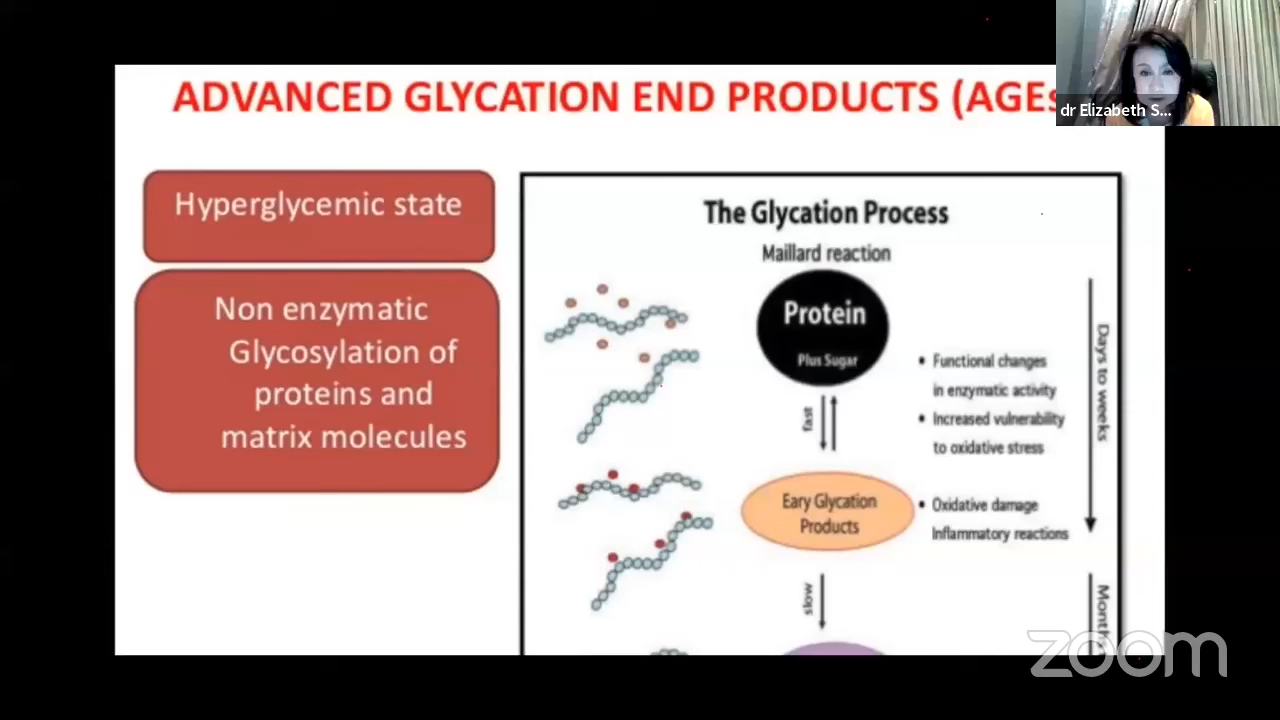 ADVANCED GLYCATION END PRODUCTS (AGEs
dr Elizabeth S...
Hyperglycemic state
Non enzymatic
Glycosylation of
proteins and
matrix molecules
The Glycation Process
Maillard reaction
Protein
Plus Sugar
fast
• Functional changes
in enzymatic activity
• Increased vulnerability
to oxidative stress
Days to weeks
Eary Glycation
Products
• Oxidative damage
Inflammatory reactions
slow
Month
zoom